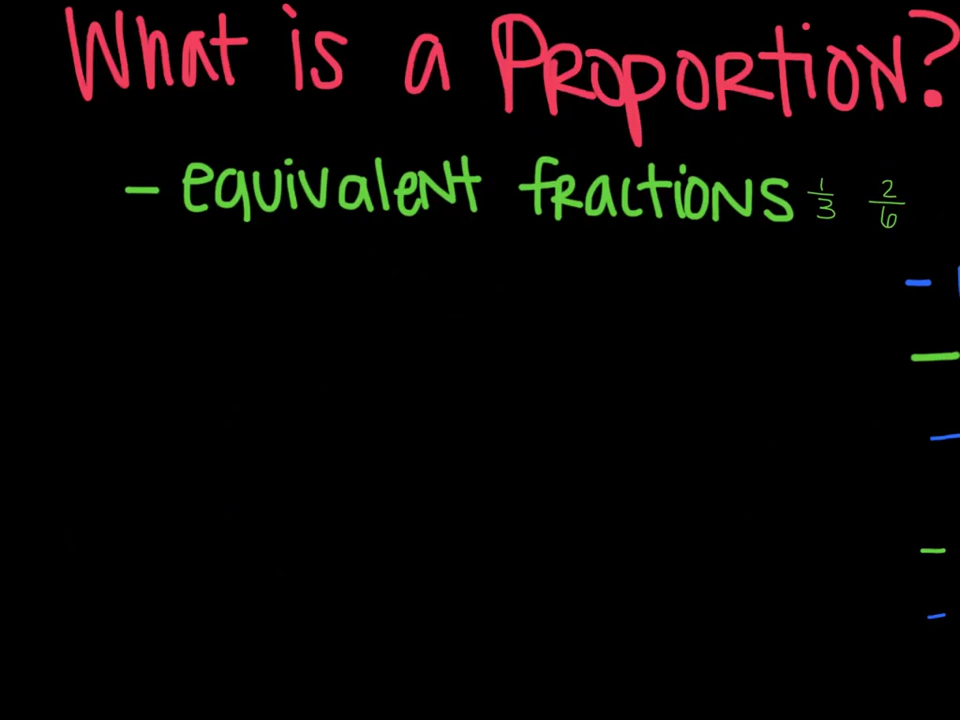 What is a Proportion?
- equivalent fractions 1/3 2/6